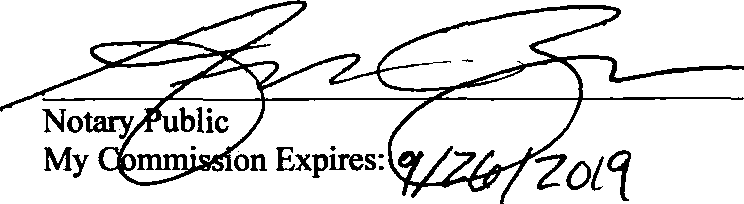 Notary Public
My Commission Expires: 9/26/2019